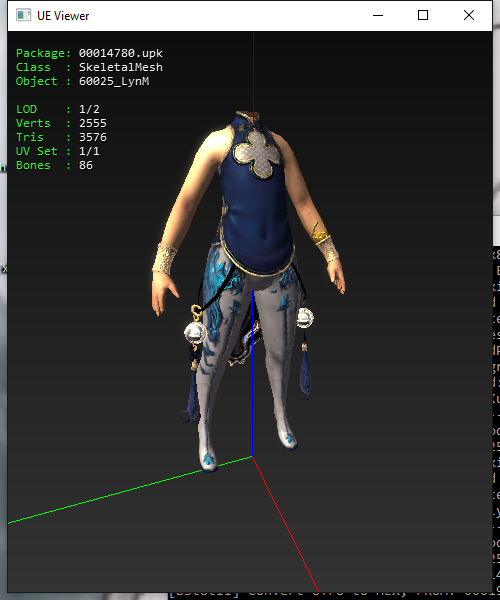 UE Viewer
Package: 00014780.upk
Class : SkeletalMesh
Object : 60025_LynM
LOD : 1/2
Verts : 2555
Tris : 3576
UV Set : 1/1
Bones : 86